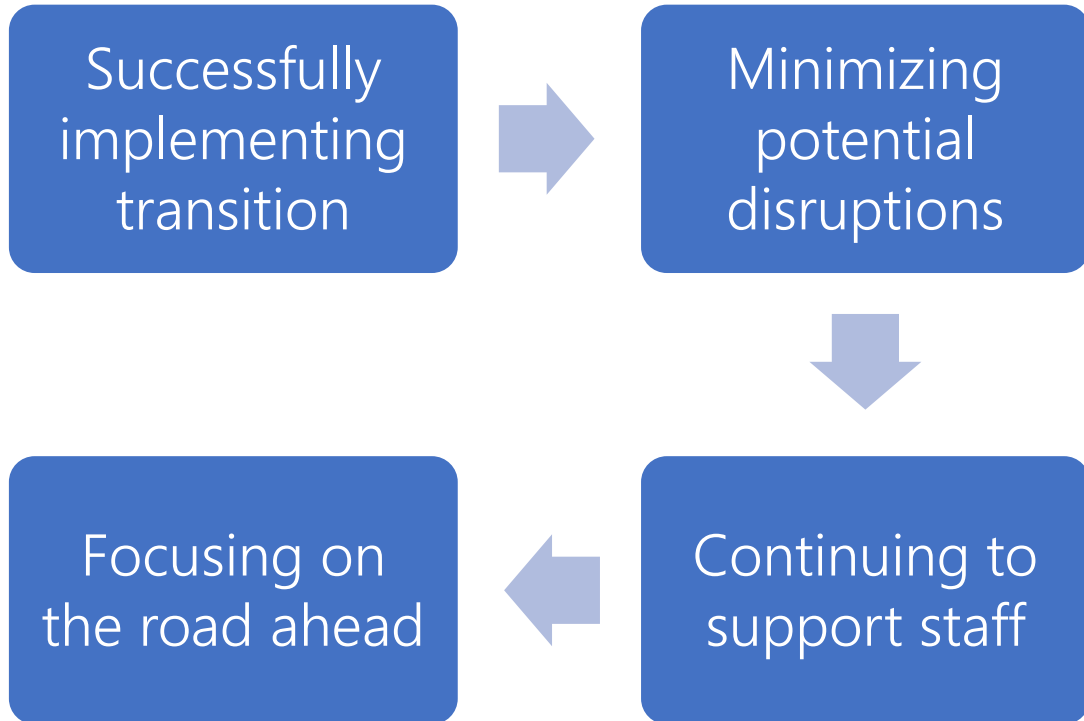 Successfully
implementing
transition
Minimizing
potential
disruptions
Continuing to
support staff
Focusing on
the road ahead